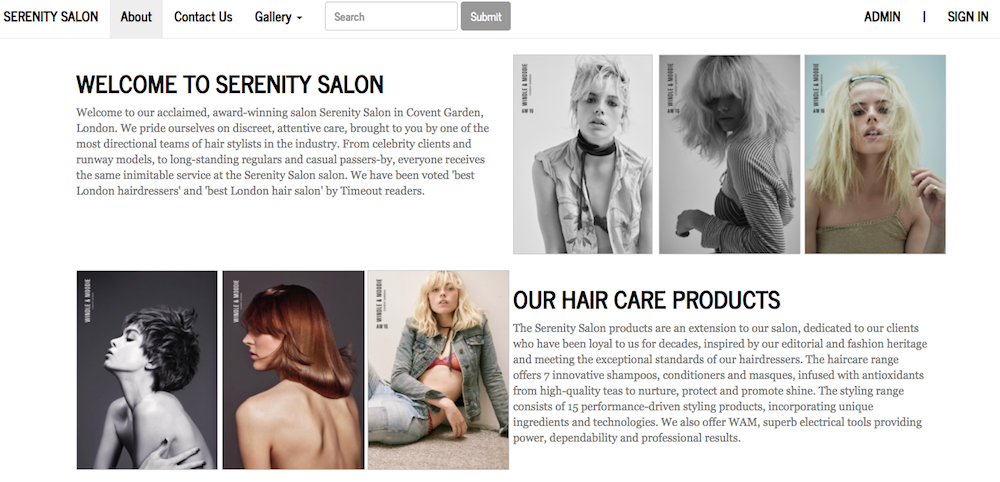 SERENITY SALON About Contact Us Gallery Search Submit ADMIN | SIGN IN
WELCOME TO SERENITY SALON
Welcome to our acclaimed, award-winning salon Serenity Salon in Covent Garden,
London. We pride ourselves on discreet, attentive care, brought to you by one of the
most directional teams of hair stylists in the industry. From celebrity clients and
runway models, to long-standing regulars and casual passers-by, everyone receives
the same inimitable service at the Serenity Salon salon. We have been voted 'best
London hairdressers' and 'best London hair salon' by Timeout readers.
WINDLE & MOODIE
AW 16
WINDLE & MOODIE
AW 16
WINDLE & MOODIE
AW 16
WINDLE & MOODIE
WINDLE & MOODIE
WINDLE & MOODIE
AW 16
OUR HAIR CARE PRODUCTS
The Serenity Salon products are an extension to our salon, dedicated to our clients
who have been loyal to us for decades, inspired by our editorial and fashion heritage
and meeting the exceptional standards of our hairdressers. The haircare range
offers 7 innovative shampoos, conditioners and masques, infused with antioxidants
from high-quality teas to nurture, protect and promote shine. The styling range
consists of 15 performance-driven styling products, incorporating unique
ingredients and technologies. We also offer WAM, superb electrical tools providing
power, dependability and professional results.